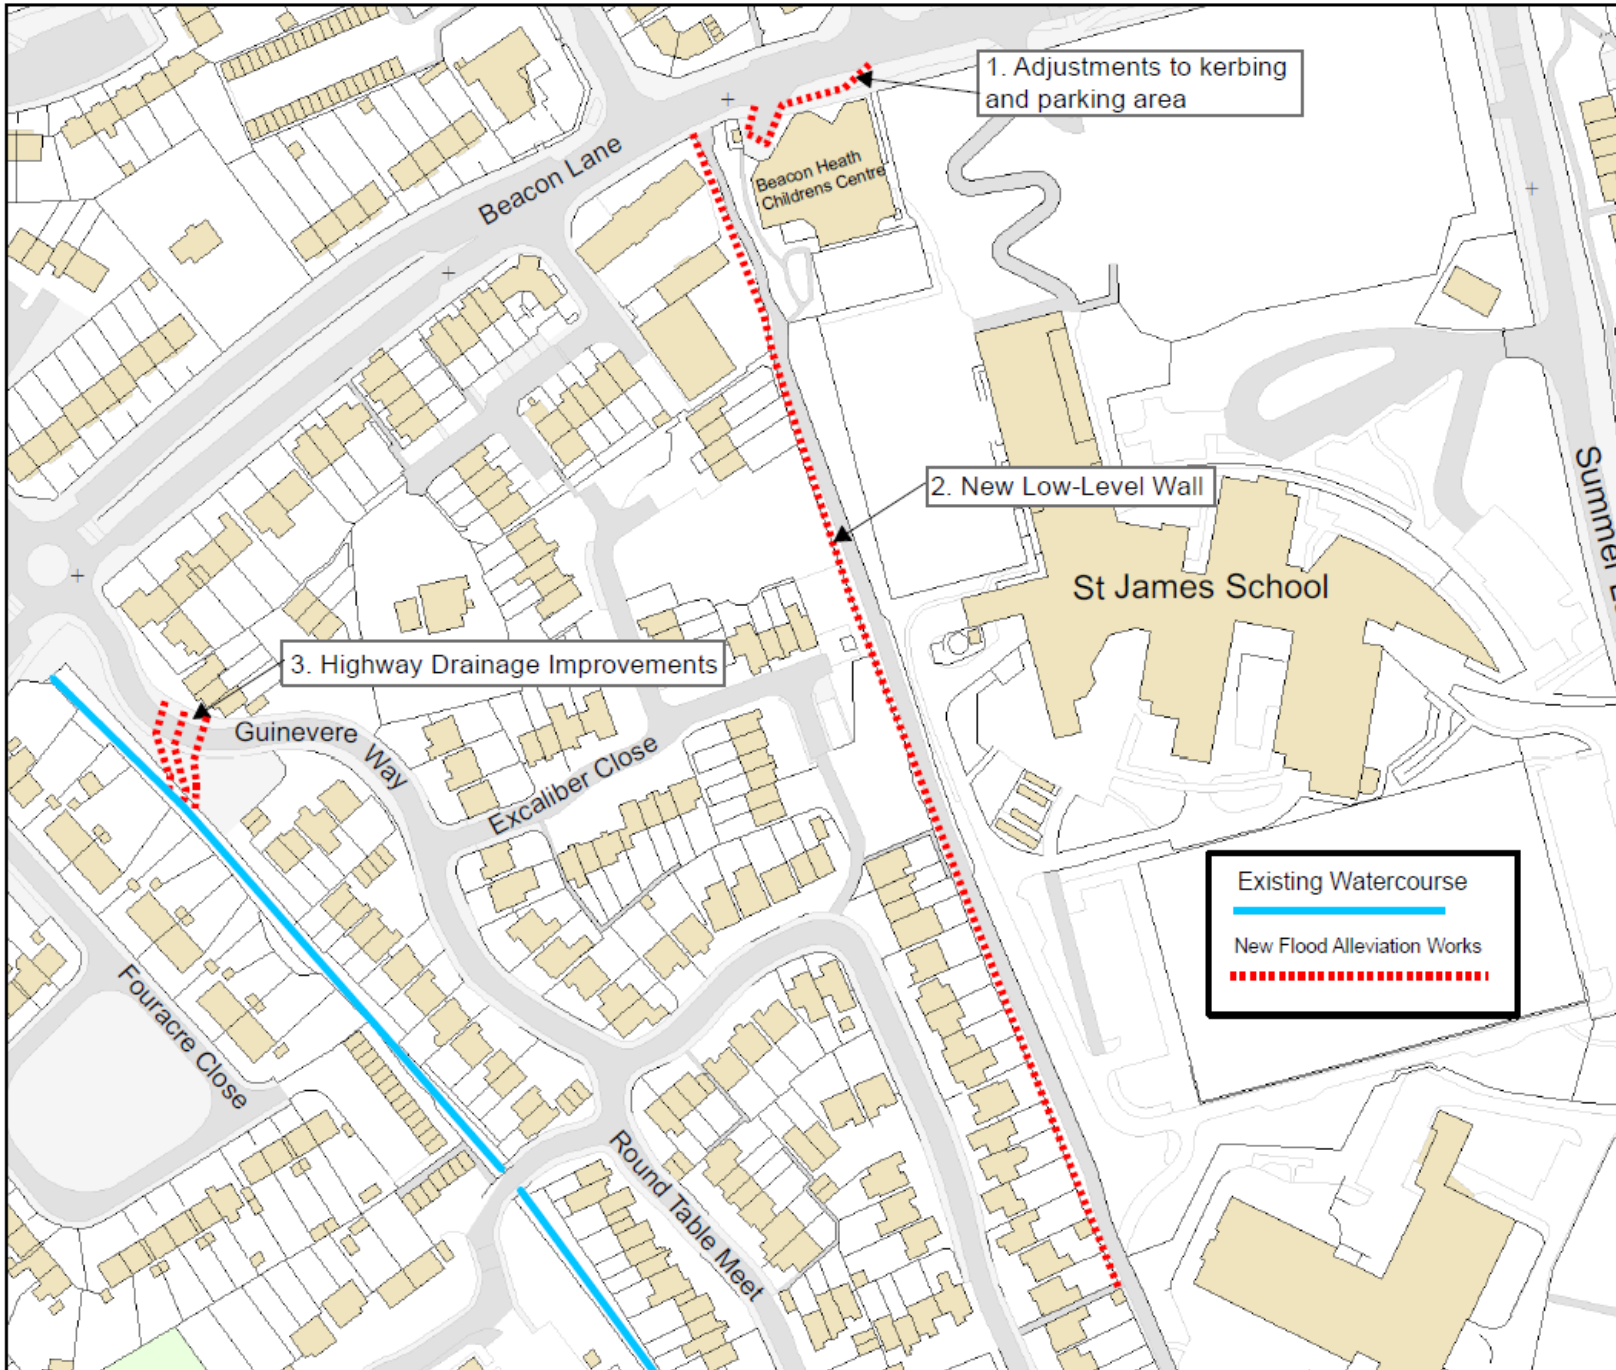 1. Adjustments to kerbing
and parking area
Beacon Lane
Beacon Heath
Childrens Centre
2. New Low-Level Wall
Summer
St James School
3. Highway Drainage Improvements
Guinevere Way
Excaliber Close
Existing Watercourse
New Flood Alleviation Works
Fouracre Close
Round Table Meet